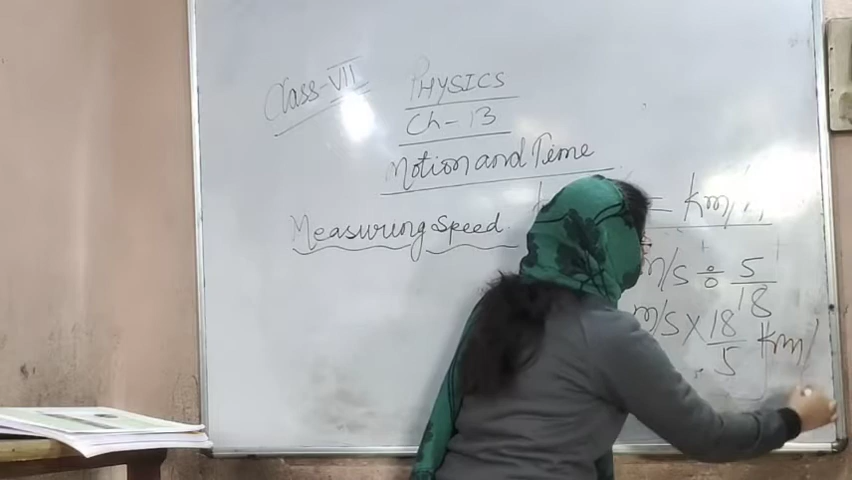 Class-VII
PHYSICS
Ch-13
Motion and Time
Measuring Speed.
= Km/
m/s ÷ 5/18
m/s × 18/5 Km/